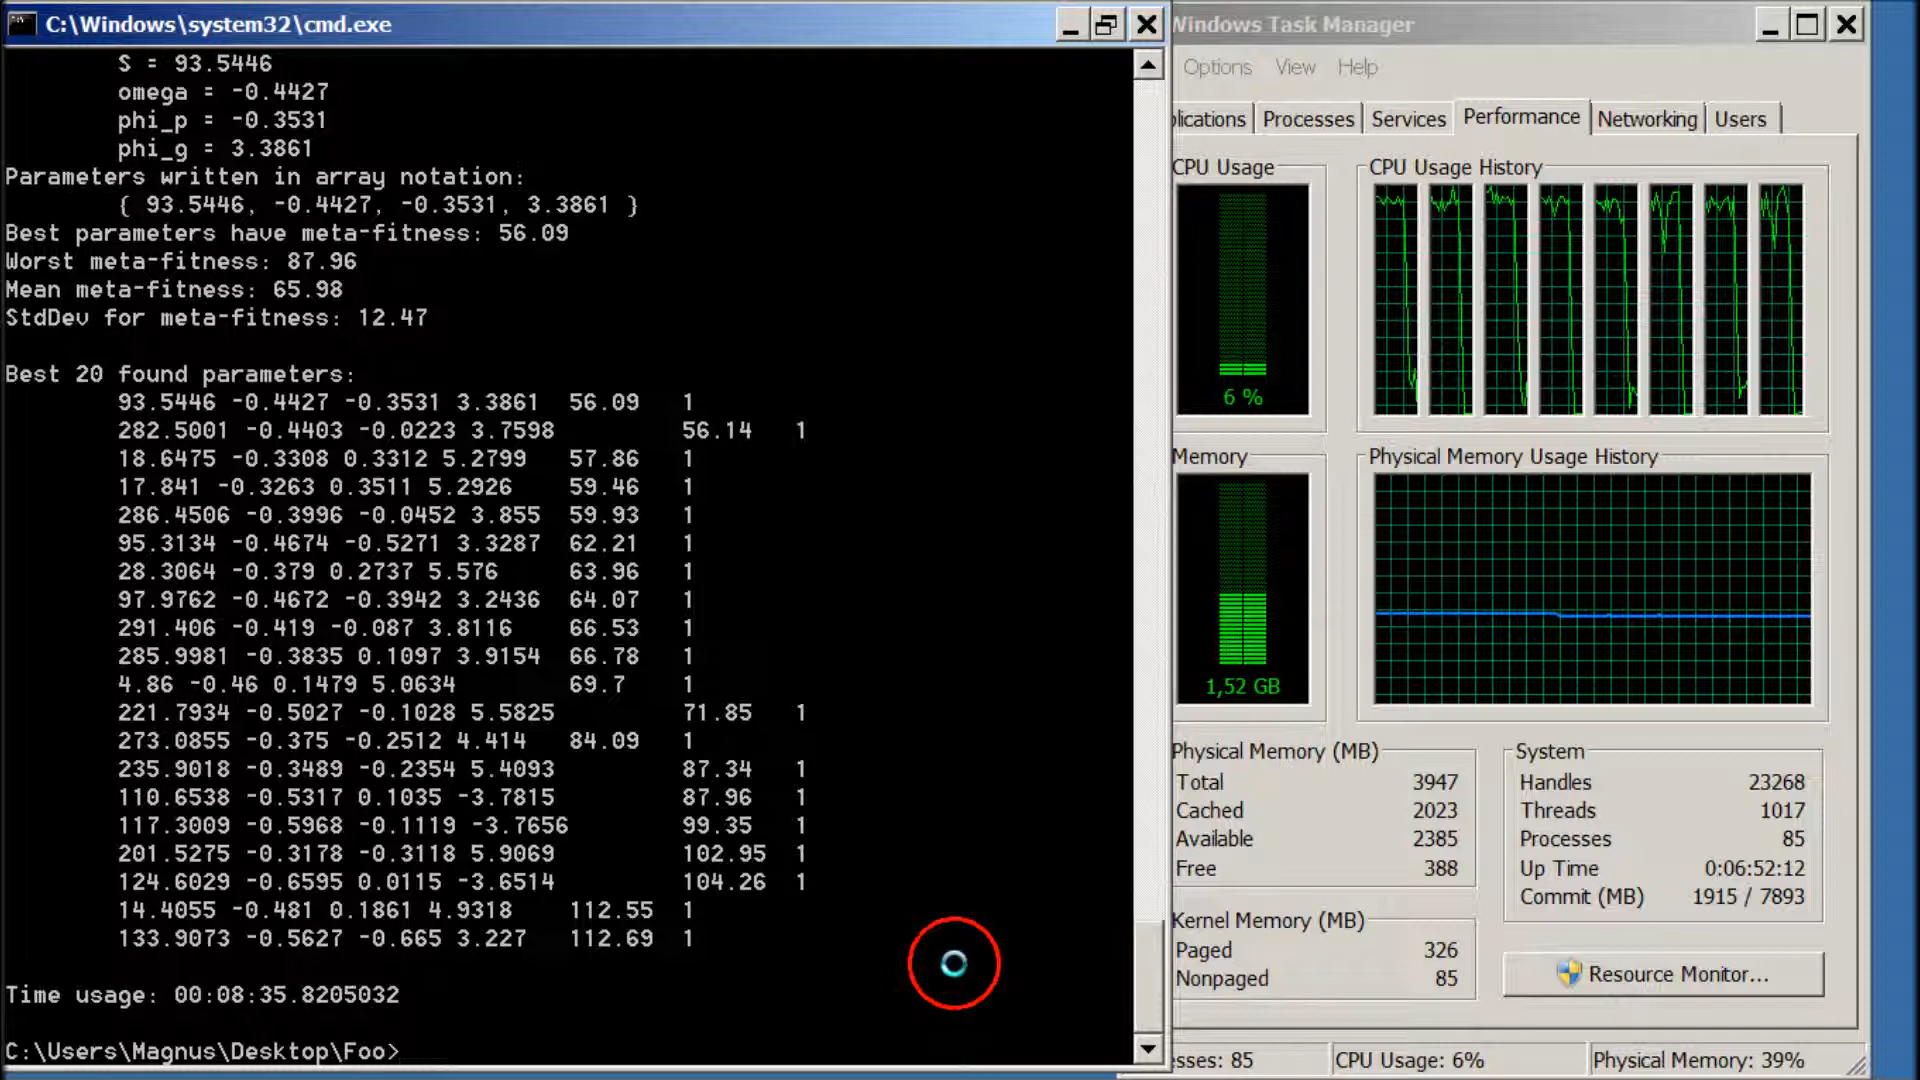 C:\Windows\system32\cmd.exe
S = 93.5446
omega = -0.4427
phi_p = -0.3531
phi_g = 3.3861
Parameters written in array notation:
{ 93.5446, -0.4427, -0.3531, 3.3861 }
Best parameters have meta-fitness: 56.09
Worst meta-fitness: 87.96
Mean meta-fitness: 65.98
StdDev for meta-fitness: 12.47
Best 20 found parameters:
93.5446 -0.4427 -0.3531 3.3861 56.09 1
282.5001 -0.4403 -0.0223 3.7598 56.14 1
18.6475 -0.3308 0.3312 5.2799 57.86 1
17.841 -0.3263 0.3511 5.2926 59.46 1
286.4506 -0.3996 -0.0452 3.855 59.93 1
95.3134 -0.4674 -0.5271 3.3287 62.21 1
28.3064 -0.379 0.2737 5.576 63.96 1
97.9762 -0.4672 -0.3942 3.2436 64.07 1
291.406 -0.419 -0.087 3.8116 66.53 1
285.9981 -0.3835 0.1097 3.9154 66.78 1
4.86 -0.46 0.1479 5.0634 69.7 1
221.7934 -0.5027 -0.1028 5.5825 71.85 1
273.0855 -0.375 -0.2512 4.414 84.09 1
235.9018 -0.3489 -0.2354 5.4093 87.34 1
110.6538 -0.5317 0.1035 -3.7815 87.96 1
117.3009 -0.5968 -0.1119 -3.7656 99.35 1
201.5275 -0.3178 -0.3118 5.9069 102.95 1
124.6029 -0.6595 0.0115 -3.6514 104.26 1
14.4055 -0.481 0.1861 4.9318 112.55 1
133.9073 -0.5627 -0.665 3.227 112.69 1
Time usage: 00:08:35.8205032
C:\Users\Magnus\Desktop\Foo>
Windows Task Manager
Options View Help
plications Processes Services Performance Networking Users
CPU Usage
6 %
CPU Usage History
Memory
1,52 GB
Physical Memory Usage History
Physical Memory (MB)
Total 3947
Cached 2023
Available 2385
Free 388
Kernel Memory (MB)
Paged 326
Nonpaged 85
System
Handles 23268
Threads 1017
Processes 85
Up Time 0:06:52:12
Commit (MB) 1915 / 7893
Resource Monitor...
sses: 85 CPU Usage: 6% Physical Memory: 39%